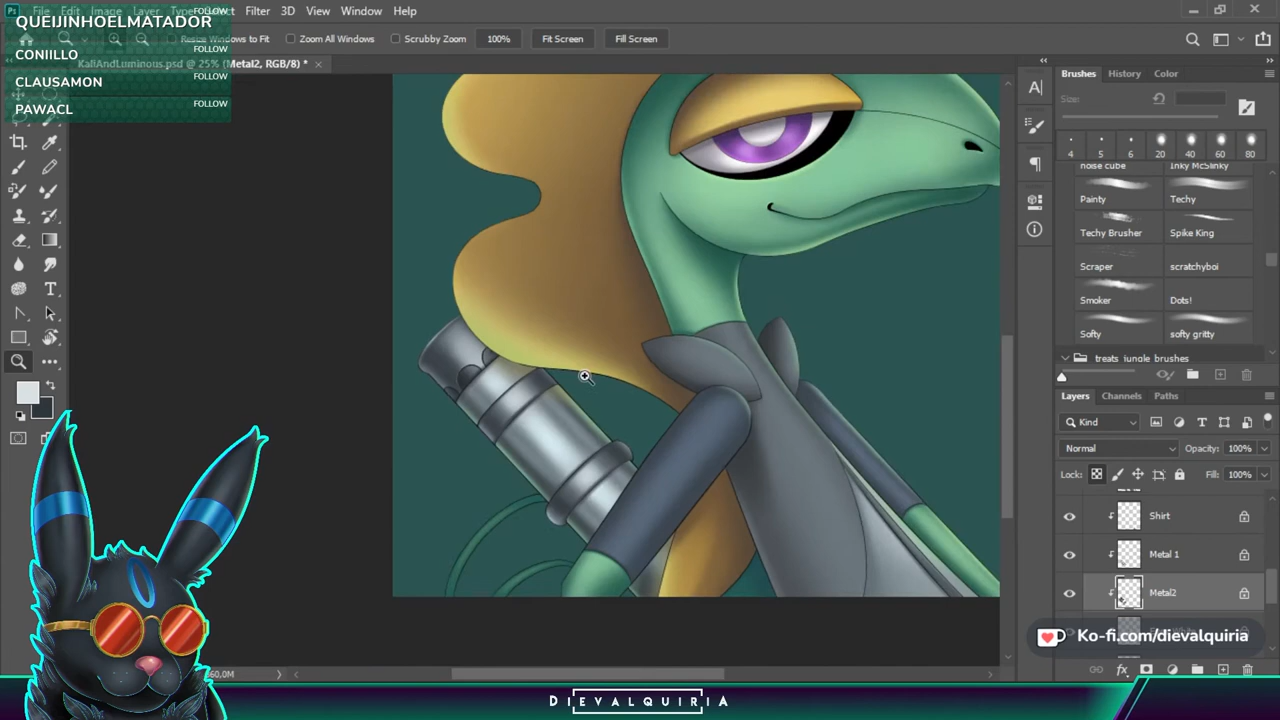 File Edit Image Layer Type Select Filter 3D View Window Help
QUEIJINHOELMATADOR FOLLOW
CONIILLO FOLLOW
CLAUSAMON FOLLOW
PAWACL FOLLOW
Resize Windows to Fit Zoom All Windows Scrubby Zoom 100% Fit Screen Fill Screen
KaliAndLuminous.psd @ 25% (Metal2, RGB/8) *
Brushes History Color
Size:
4 5 6 20 40 60 80
noise cube Inky McSlinky
Painty Techy
Techy Brusher Spike King
Scraper scratchyboi
Smoker Dots!
Softy softy gritty
treats jungle brushes
Layers Channels Paths
Kind
Normal Opacity: 100%
Lock: Fill: 100%
Shirt
Metal 1
Metal2
Ko-fi.com/dievalquiria
DIEVALQUIRIA